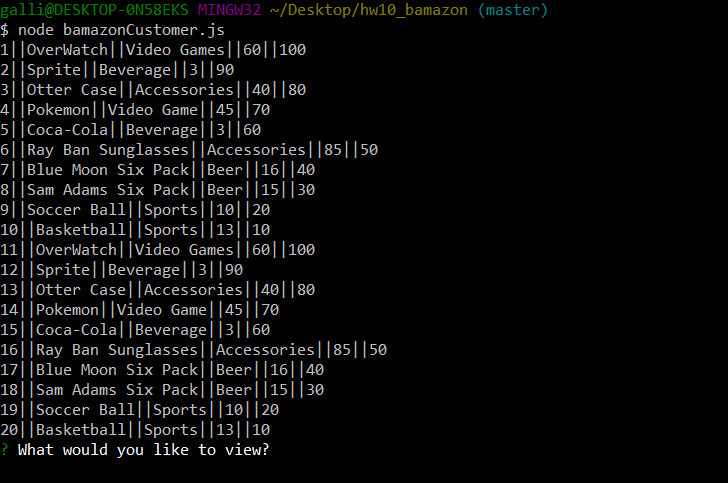 galli@DESKTOP-0N58EKS MINGW32 ~/Desktop/hw10_bamazon (master)
$ node bamazonCustomer.js
1||OverWatch||Video Games||60||100
2||Sprite||Beverage||3||90
3||Otter Case||Accessories||40||80
4||Pokemon||Video Game||45||70
5||Coca-Cola||Beverage||3||60
6||Ray Ban Sunglasses||Accessories||85||50
7||Blue Moon Six Pack||Beer||16||40
8||Sam Adams Six Pack||Beer||15||30
9||Soccer Ball||Sports||10||20
10||Basketball||Sports||13||10
11||OverWatch||Video Games||60||100
12||Sprite||Beverage||3||90
13||Otter Case||Accessories||40||80
14||Pokemon||Video Game||45||70
15||Coca-Cola||Beverage||3||60
16||Ray Ban Sunglasses||Accessories||85||50
17||Blue Moon Six Pack||Beer||16||40
18||Sam Adams Six Pack||Beer||15||30
19||Soccer Ball||Sports||10||20
20||Basketball||Sports||13||10
? What would you like to view?